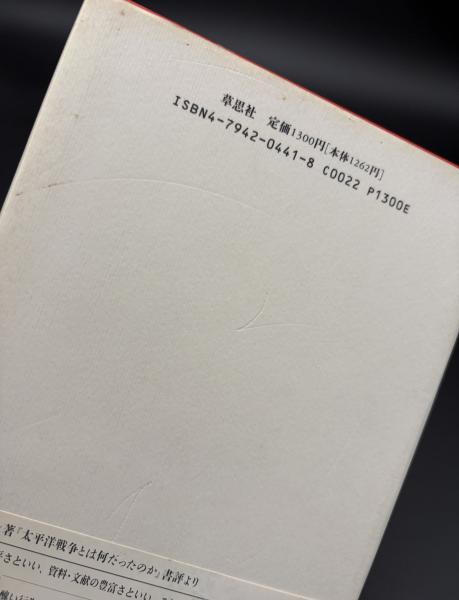 草思社 定価1300円[本体1262円]
ISBN4-7942-0441-8 C0022 P1300E
著『太平洋戦争とは何だったのか』書評より
さといい、資料・文献の豊富さといい、